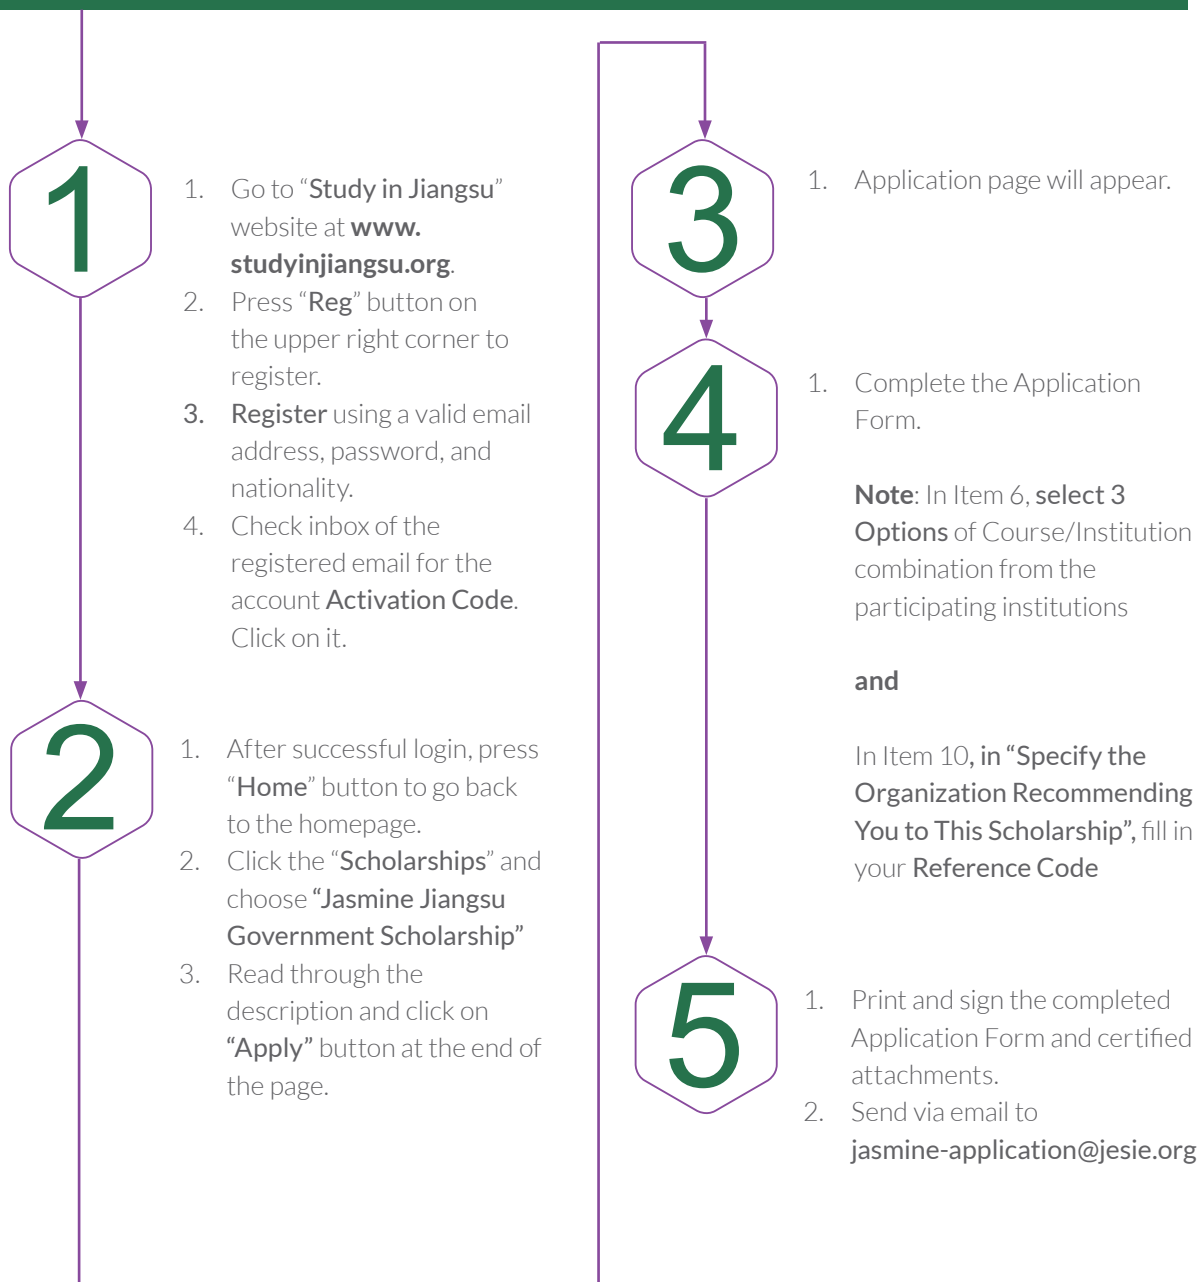 1
1. Go to “Study in Jiangsu”
website at www.
studyinjiangsu.org.
2. Press “Reg” button on
the upper right corner to
register.
3. Register using a valid email
address, password, and
nationality.
4. Check inbox of the
registered email for the
account Activation Code.
Click on it.
2
1. After successful login, press
“Home” button to go back
to the homepage.
2. Click the “Scholarships” and
choose “Jasmine Jiangsu
Government Scholarship”
3. Read through the
description and click on
“Apply” button at the end of
the page.
3
1. Application page will appear.
4
1. Complete the Application
Form.
Note: In Item 6, select 3
Options of Course/Institution
combination from the
participating institutions
and
In Item 10, in “Specify the
Organization Recommending
You to This Scholarship”, fill in
your Reference Code
5
1. Print and sign the completed
Application Form and certified
attachments.
2. Send via email to
jasmine-application@jesie.org